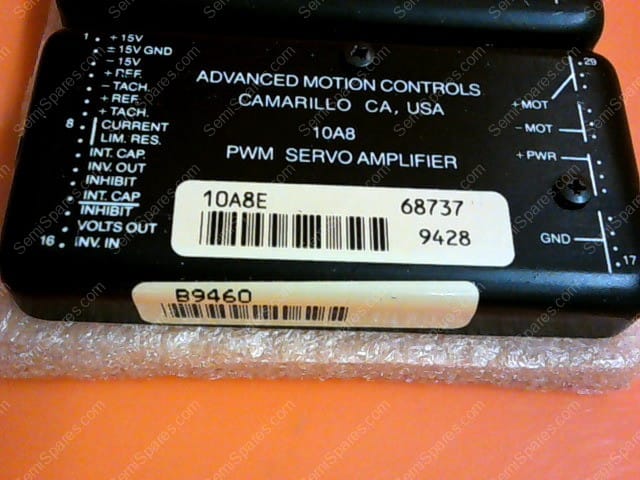 1 . +15V
. ±15V GND
. -15V
. +REF.
. - TACH.
. + REF.
. + TACH.
8 . CURRENT
. LIM. RES.
. INT. CAP.
. INV. OUT
. INHIBIT
. INT. CAP
. INHIBIT
. VOLTS OUT
16 . INV. IN
ADVANCED MOTION CONTROLS
CAMARILLO CA, USA
10A8
PWM SERVO AMPLIFIER
29
+ MOT
- MOT
+ PWR
GND
17
10A8E 68737
9428
B9460
SemiSpares.com